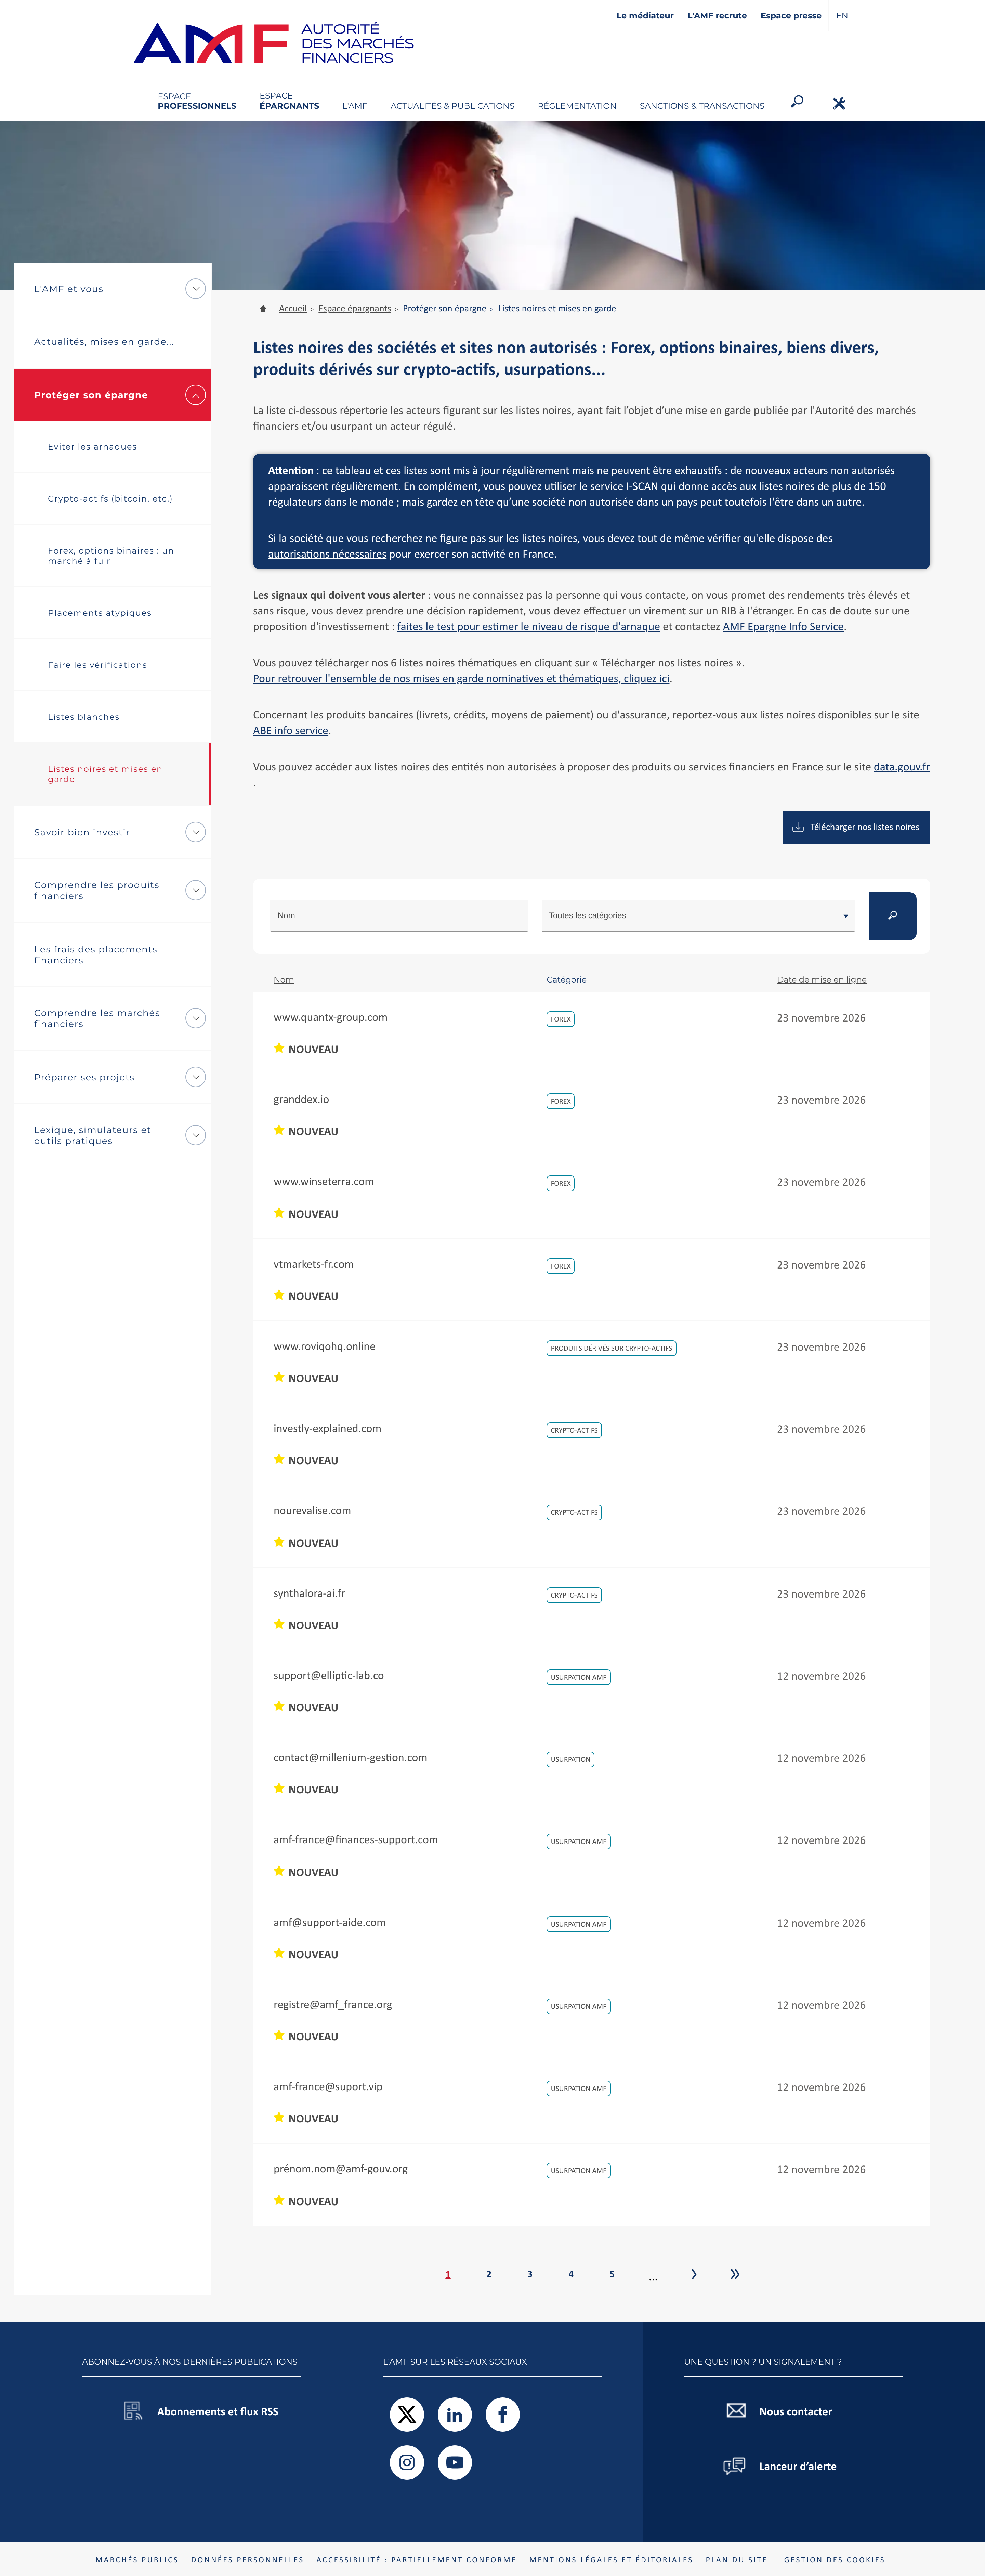 Le médiateur L'AMF recrute Espace presse EN
AMF
AUTORITÉ
DES MARCHÉS
FINANCIERS
ESPACE
PROFESSIONNELS
ESPACE
ÉPARGNANTS
L'AMF
ACTUALITÉS & PUBLICATIONS
RÉGLEMENTATION
SANCTIONS & TRANSACTIONS
L'AMF et vous
Actualités, mises en garde...
Protéger son épargne
Eviter les arnaques
Crypto-actifs (bitcoin, etc.)
Forex, options binaires : un
marché à fuir
Placements atypiques
Faire les vérifications
Listes blanches
Listes noires et mises en
garde
Savoir bien investir
Comprendre les produits
financiers
Les frais des placements
financiers
Comprendre les marchés
financiers
Préparer ses projets
Lexique, simulateurs et
outils pratiques
Accueil > Espace épargnants > Protéger son épargne > Listes noires et mises en garde
Listes noires des sociétés et sites non autorisés : Forex, options binaires, biens divers,
produits dérivés sur crypto-actifs, usurpations...
La liste ci-dessous répertorie les acteurs figurant sur les listes noires, ayant fait l’objet d’une mise en garde publiée par l'Autorité des marchés
financiers et/ou usurpant un acteur régulé.
Attention : ce tableau et ces listes sont mis à jour régulièrement mais ne peuvent être exhaustifs : de nouveaux acteurs non autorisés
apparaissent régulièrement. En complément, vous pouvez utiliser le service I-SCAN qui donne accès aux listes noires de plus de 150
régulateurs dans le monde ; mais gardez en tête qu’une société non autorisée dans un pays peut toutefois l'être dans un autre.
Si la société que vous recherchez ne figure pas sur les listes noires, vous devez tout de même vérifier qu'elle dispose des
autorisations nécessaires pour exercer son activité en France.
Les signaux qui doivent vous alerter : vous ne connaissez pas la personne qui vous contacte, on vous promet des rendements très élevés et
sans risque, vous devez prendre une décision rapidement, vous devez effectuer un virement sur un RIB à l'étranger. En cas de doute sur une
proposition d'investissement : faites le test pour estimer le niveau de risque d'arnaque et contactez AMF Epargne Info Service.
Vous pouvez télécharger nos 6 listes noires thématiques en cliquant sur « Télécharger nos listes noires ».
Pour retrouver l'ensemble de nos mises en garde nominatives et thématiques, cliquez ici.
Concernant les produits bancaires (livrets, crédits, moyens de paiement) ou d'assurance, reportez-vous aux listes noires disponibles sur le site
ABE info service.
Vous pouvez accéder aux listes noires des entités non autorisées à proposer des produits ou services financiers en France sur le site data.gouv.fr
.
Télécharger nos listes noires
Nom Toutes les catégories
Nom Catégorie Date de mise en ligne
www.quantx-group.com FOREX 23 novembre 2026
NOUVEAU
granddex.io FOREX 23 novembre 2026
NOUVEAU
www.winseterra.com FOREX 23 novembre 2026
NOUVEAU
vtmarkets-fr.com FOREX 23 novembre 2026
NOUVEAU
www.roviqohq.online PRODUITS DÉRIVÉS SUR CRYPTO-ACTIFS 23 novembre 2026
NOUVEAU
investly-explained.com CRYPTO-ACTIFS 23 novembre 2026
NOUVEAU
nourevalise.com CRYPTO-ACTIFS 23 novembre 2026
NOUVEAU
synthalora-ai.fr CRYPTO-ACTIFS 23 novembre 2026
NOUVEAU
support@elliptic-lab.co USURPATION AMF 12 novembre 2026
NOUVEAU
contact@millenium-gestion.com USURPATION 12 novembre 2026
NOUVEAU
amf-france@finances-support.com USURPATION AMF 12 novembre 2026
NOUVEAU
amf@support-aide.com USURPATION AMF 12 novembre 2026
NOUVEAU
registre@amf_france.org USURPATION AMF 12 novembre 2026
NOUVEAU
amf-france@suport.vip USURPATION AMF 12 novembre 2026
NOUVEAU
prénom.nom@amf-gouv.org USURPATION AMF 12 novembre 2026
NOUVEAU
1 2 3 4 5 ...
ABONNEZ-VOUS À NOS DERNIÈRES PUBLICATIONS
Abonnements et flux RSS
L'AMF SUR LES RÉSEAUX SOCIAUX
UNE QUESTION ? UN SIGNALEMENT ?
Nous contacter
Lanceur d’alerte
MARCHÉS PUBLICS — DONNÉES PERSONNELLES — ACCESSIBILITÉ : PARTIELLEMENT CONFORME — MENTIONS LÉGALES ET ÉDITORIALES — PLAN DU SITE — GESTION DES COOKIES